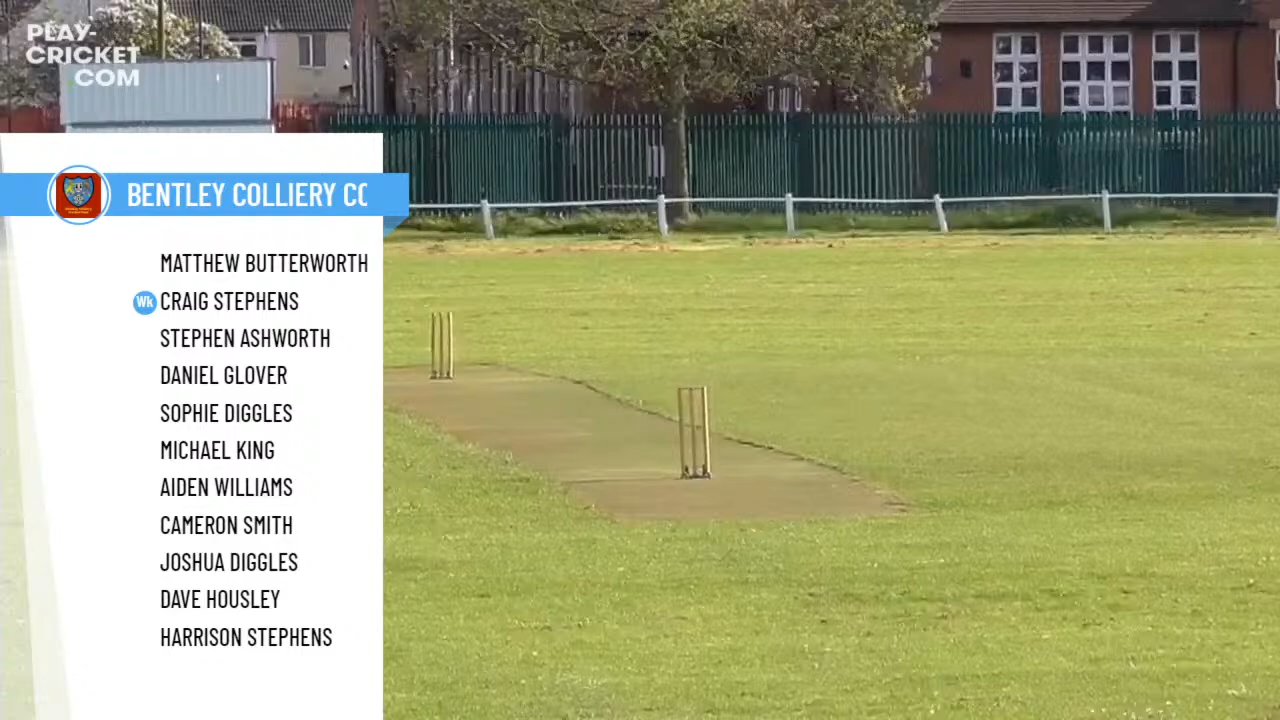 PLAY-
CRICKET
COM
BENTLEY COLLIERY CC
MATTHEW BUTTERWORTH
Wk CRAIG STEPHENS
STEPHEN ASHWORTH
DANIEL GLOVER
SOPHIE DIGGLES
MICHAEL KING
AIDEN WILLIAMS
CAMERON SMITH
JOSHUA DIGGLES
DAVE HOUSLEY
HARRISON STEPHENS